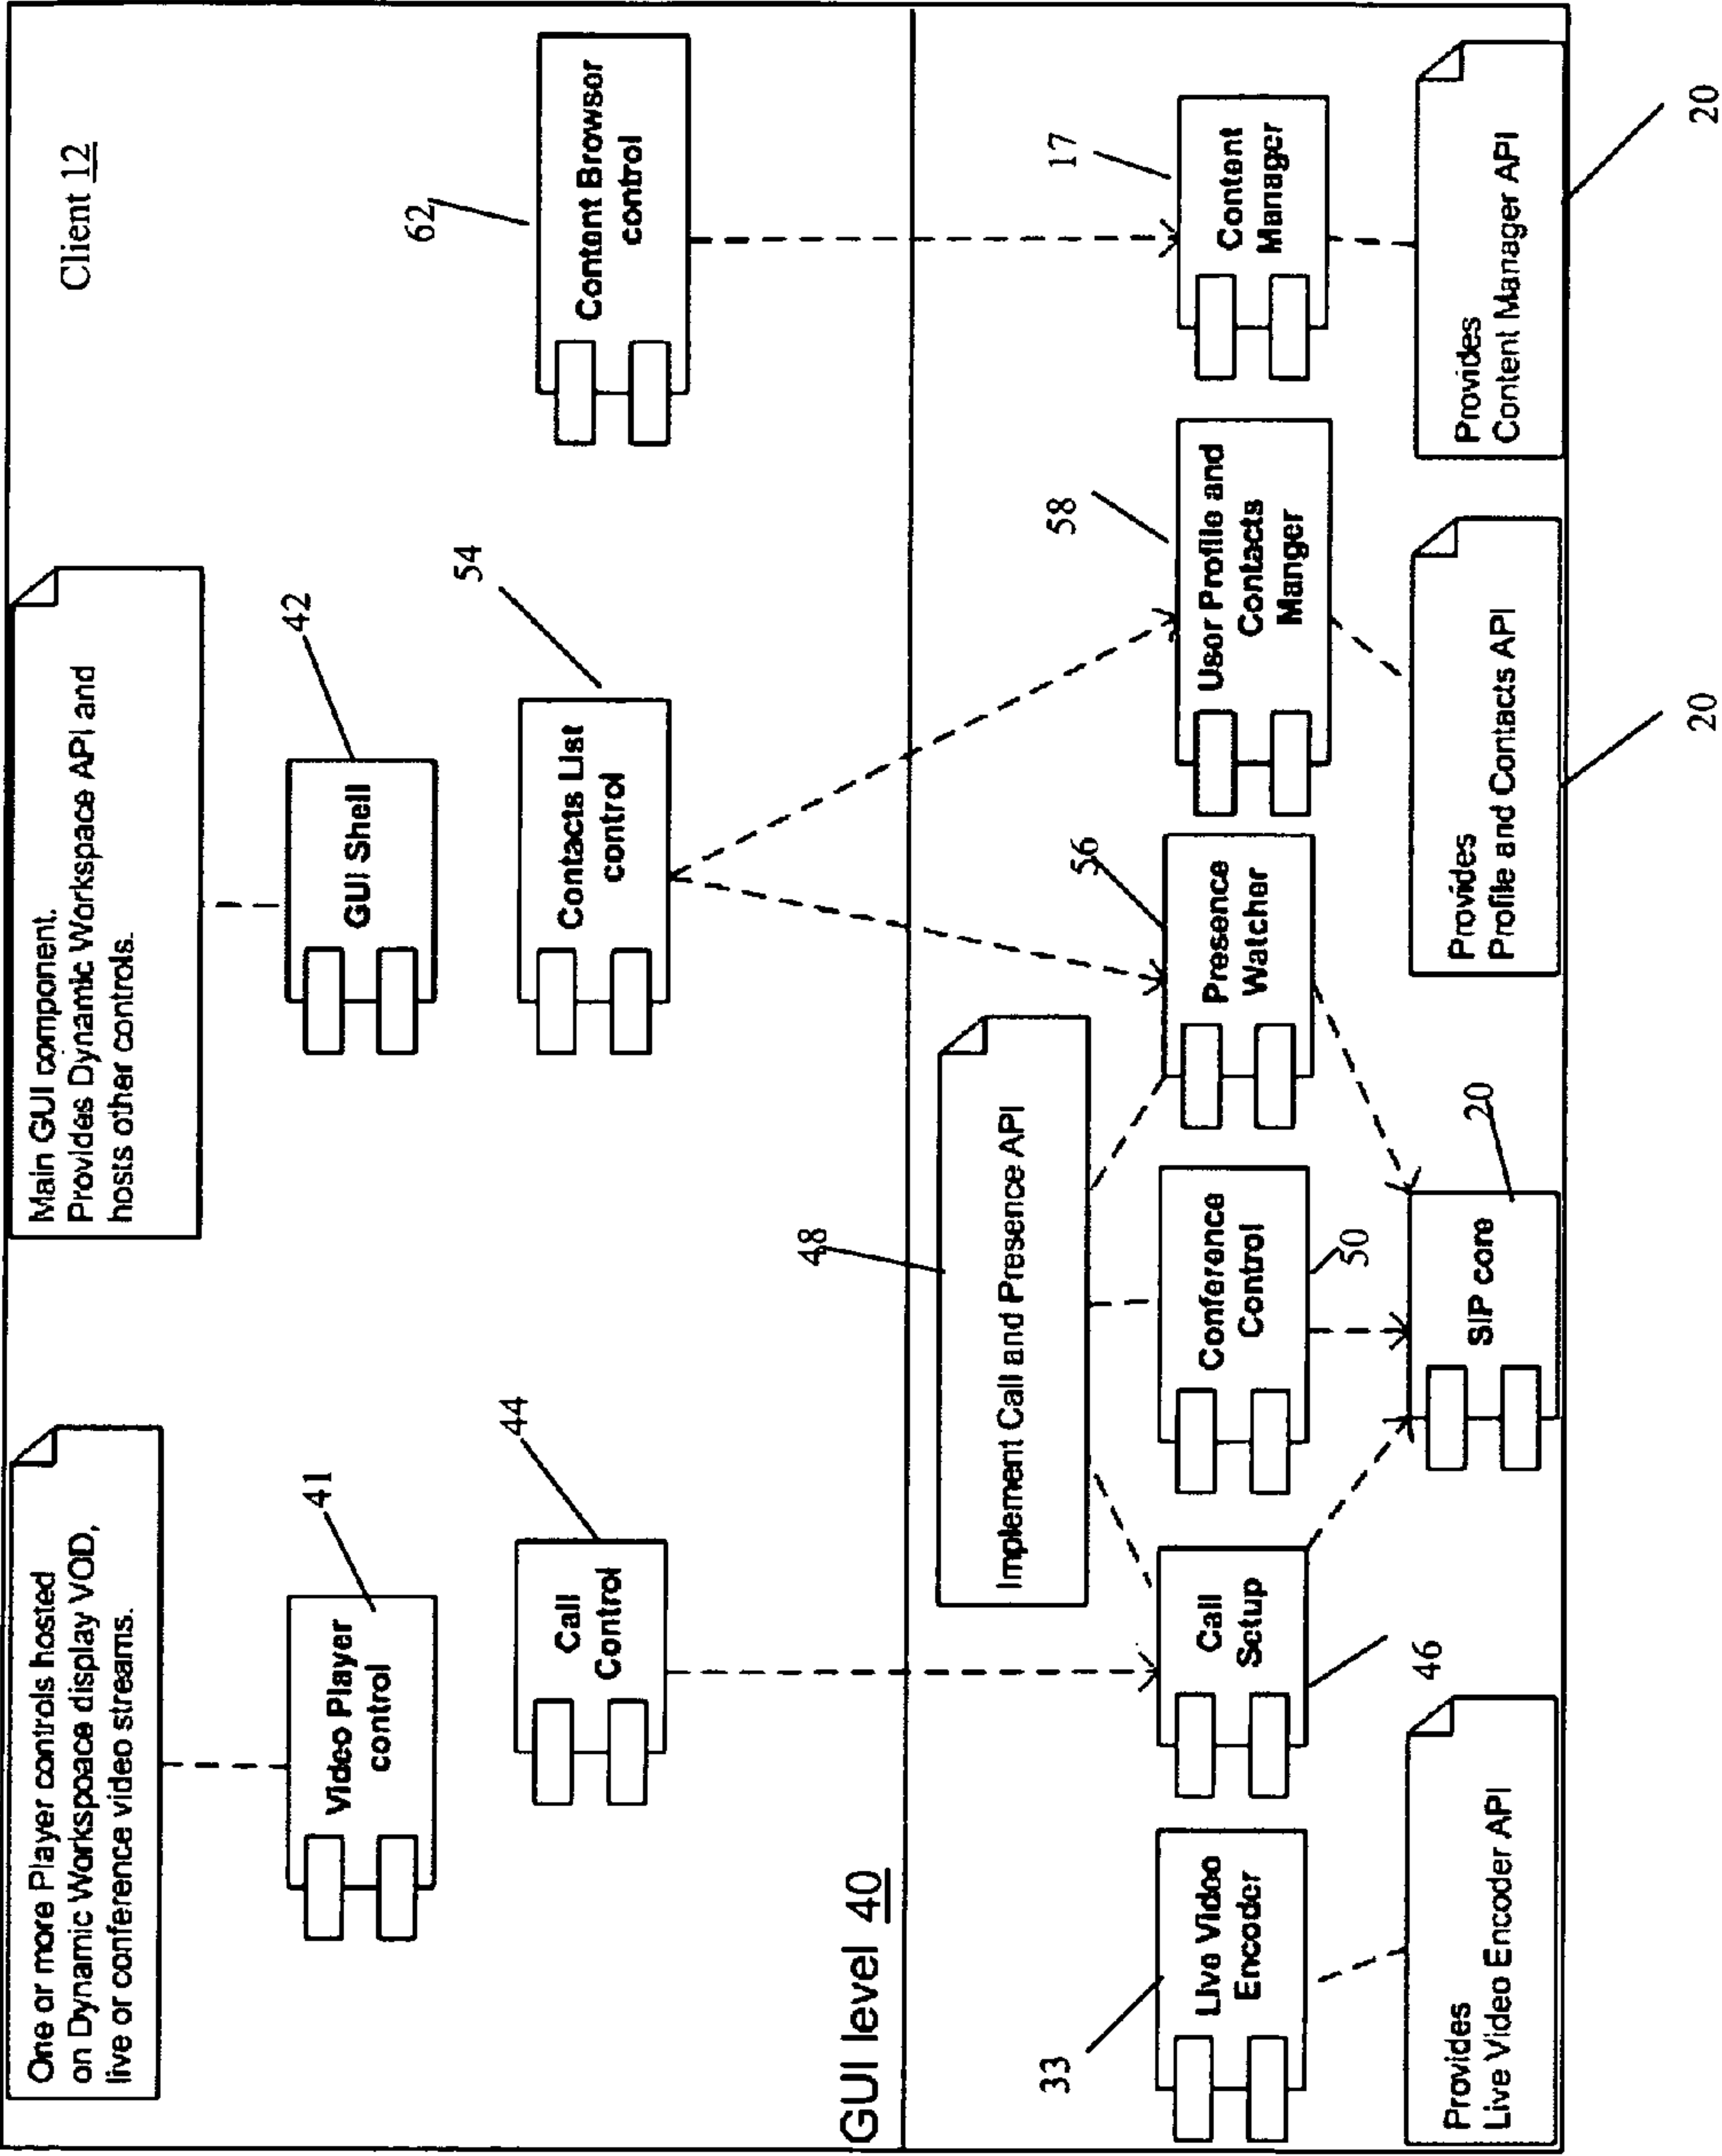 Client 12
One or more Player controls hosted
on Dynamic Workspace display VOD,
live or conference video streams.
Main GUI component.
Provides Dynamic Workspace API and
hosts other controls.
41
Video Player
control
42
GUI Shell
44
Call
Control
54
Contacts List
control
62
Content Browser
control
GUI level 40
48
Implement Call and Presence API
33
Live Video
Encoder
Call
Setup
46
Conference
Control
50
56
Presence
Watcher
58
User Profile and
Contacts
Manger
17
Content
Manager
Provides
Live Video Encoder API
SIP core
20
Provides
Profile and Contacts API
20
Provides
Content Manager API
20